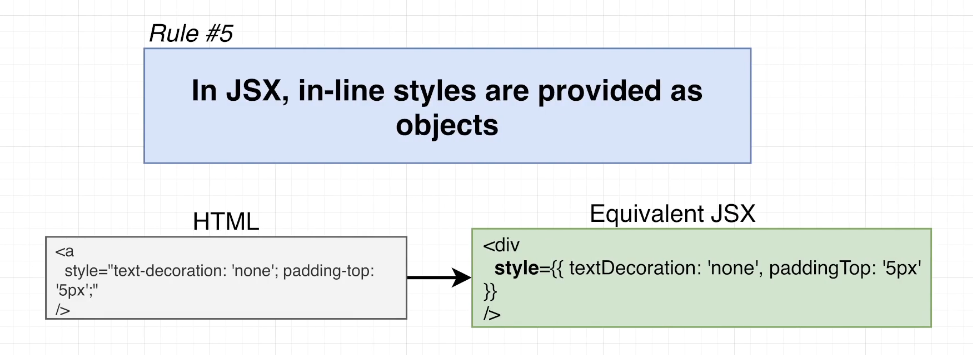 Rule #5
In JSX, in-line styles are provided as
objects
HTML
<a
style="text-decoration: 'none'; padding-top:
'5px';"
/>
Equivalent JSX
<div
style={{ textDecoration: 'none', paddingTop: '5px'
}}
/>